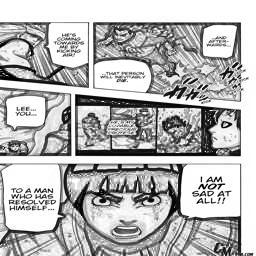 ...AND
AFTER-
WARDS...
HE'S
COMING
TOWARDS
ME BY
KICKING
AIR!
...THAT PERSON
WILL INEVITABLY
DIE.
LEE...
YOU...
I AM
NOT
SAD AT
ALL!!
TO A MAN
WHO HAS
RESOLVED
HIMSELF...